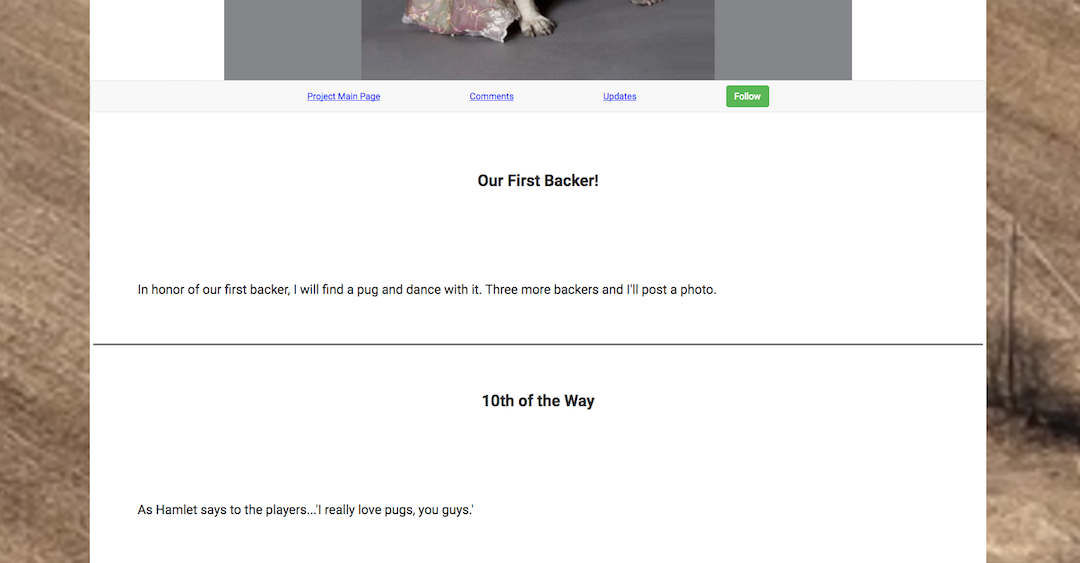 Project Main Page Comments Updates Follow
Our First Backer!
In honor of our first backer, I will find a pug and dance with it. Three more backers and I'll post a photo.
10th of the Way
As Hamlet says to the players...'I really love pugs, you guys.'